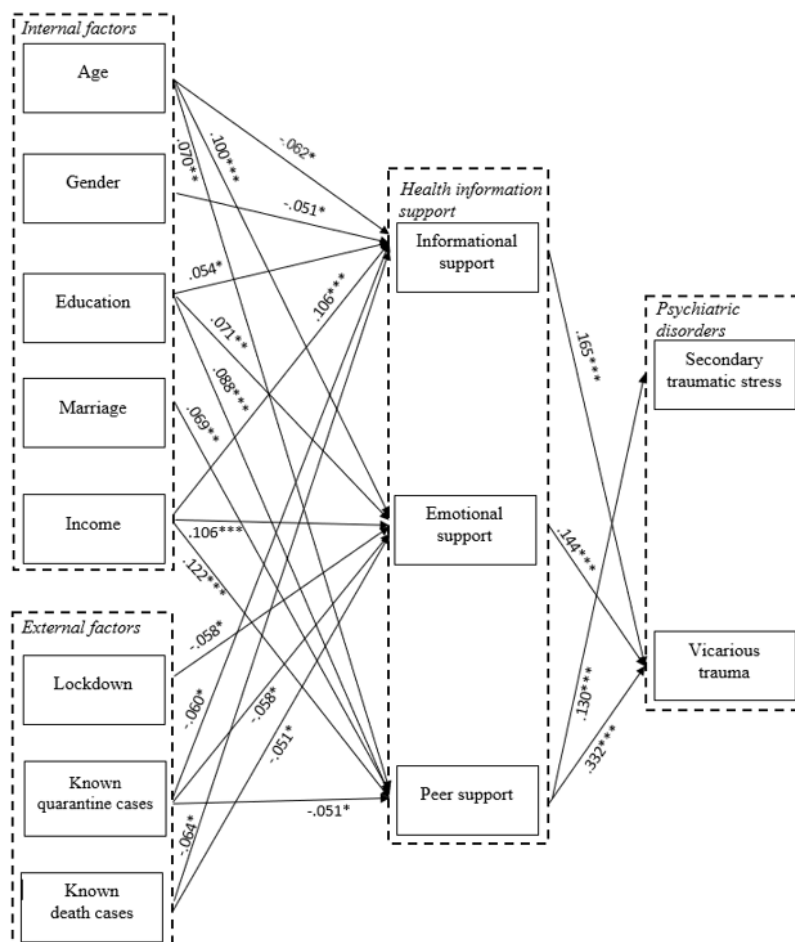 Internal factors
Age
Gender
Education
Marriage
Income
External factors
Lockdown
Known
quarantine cases
Known
death cases
-.062*
.100***
.070**
-.051*
.054*
.106***
.071**
.088***
.069**
.106***
.122***
-.058*
-.060*
-.058*
-.051*
-.051*
-.064*
Health information
support
Informational
support
Emotional
support
Peer support
.165***
.144***
.130***
.332***
Psychiatric
disorders
Secondary
traumatic stress
Vicarious
trauma